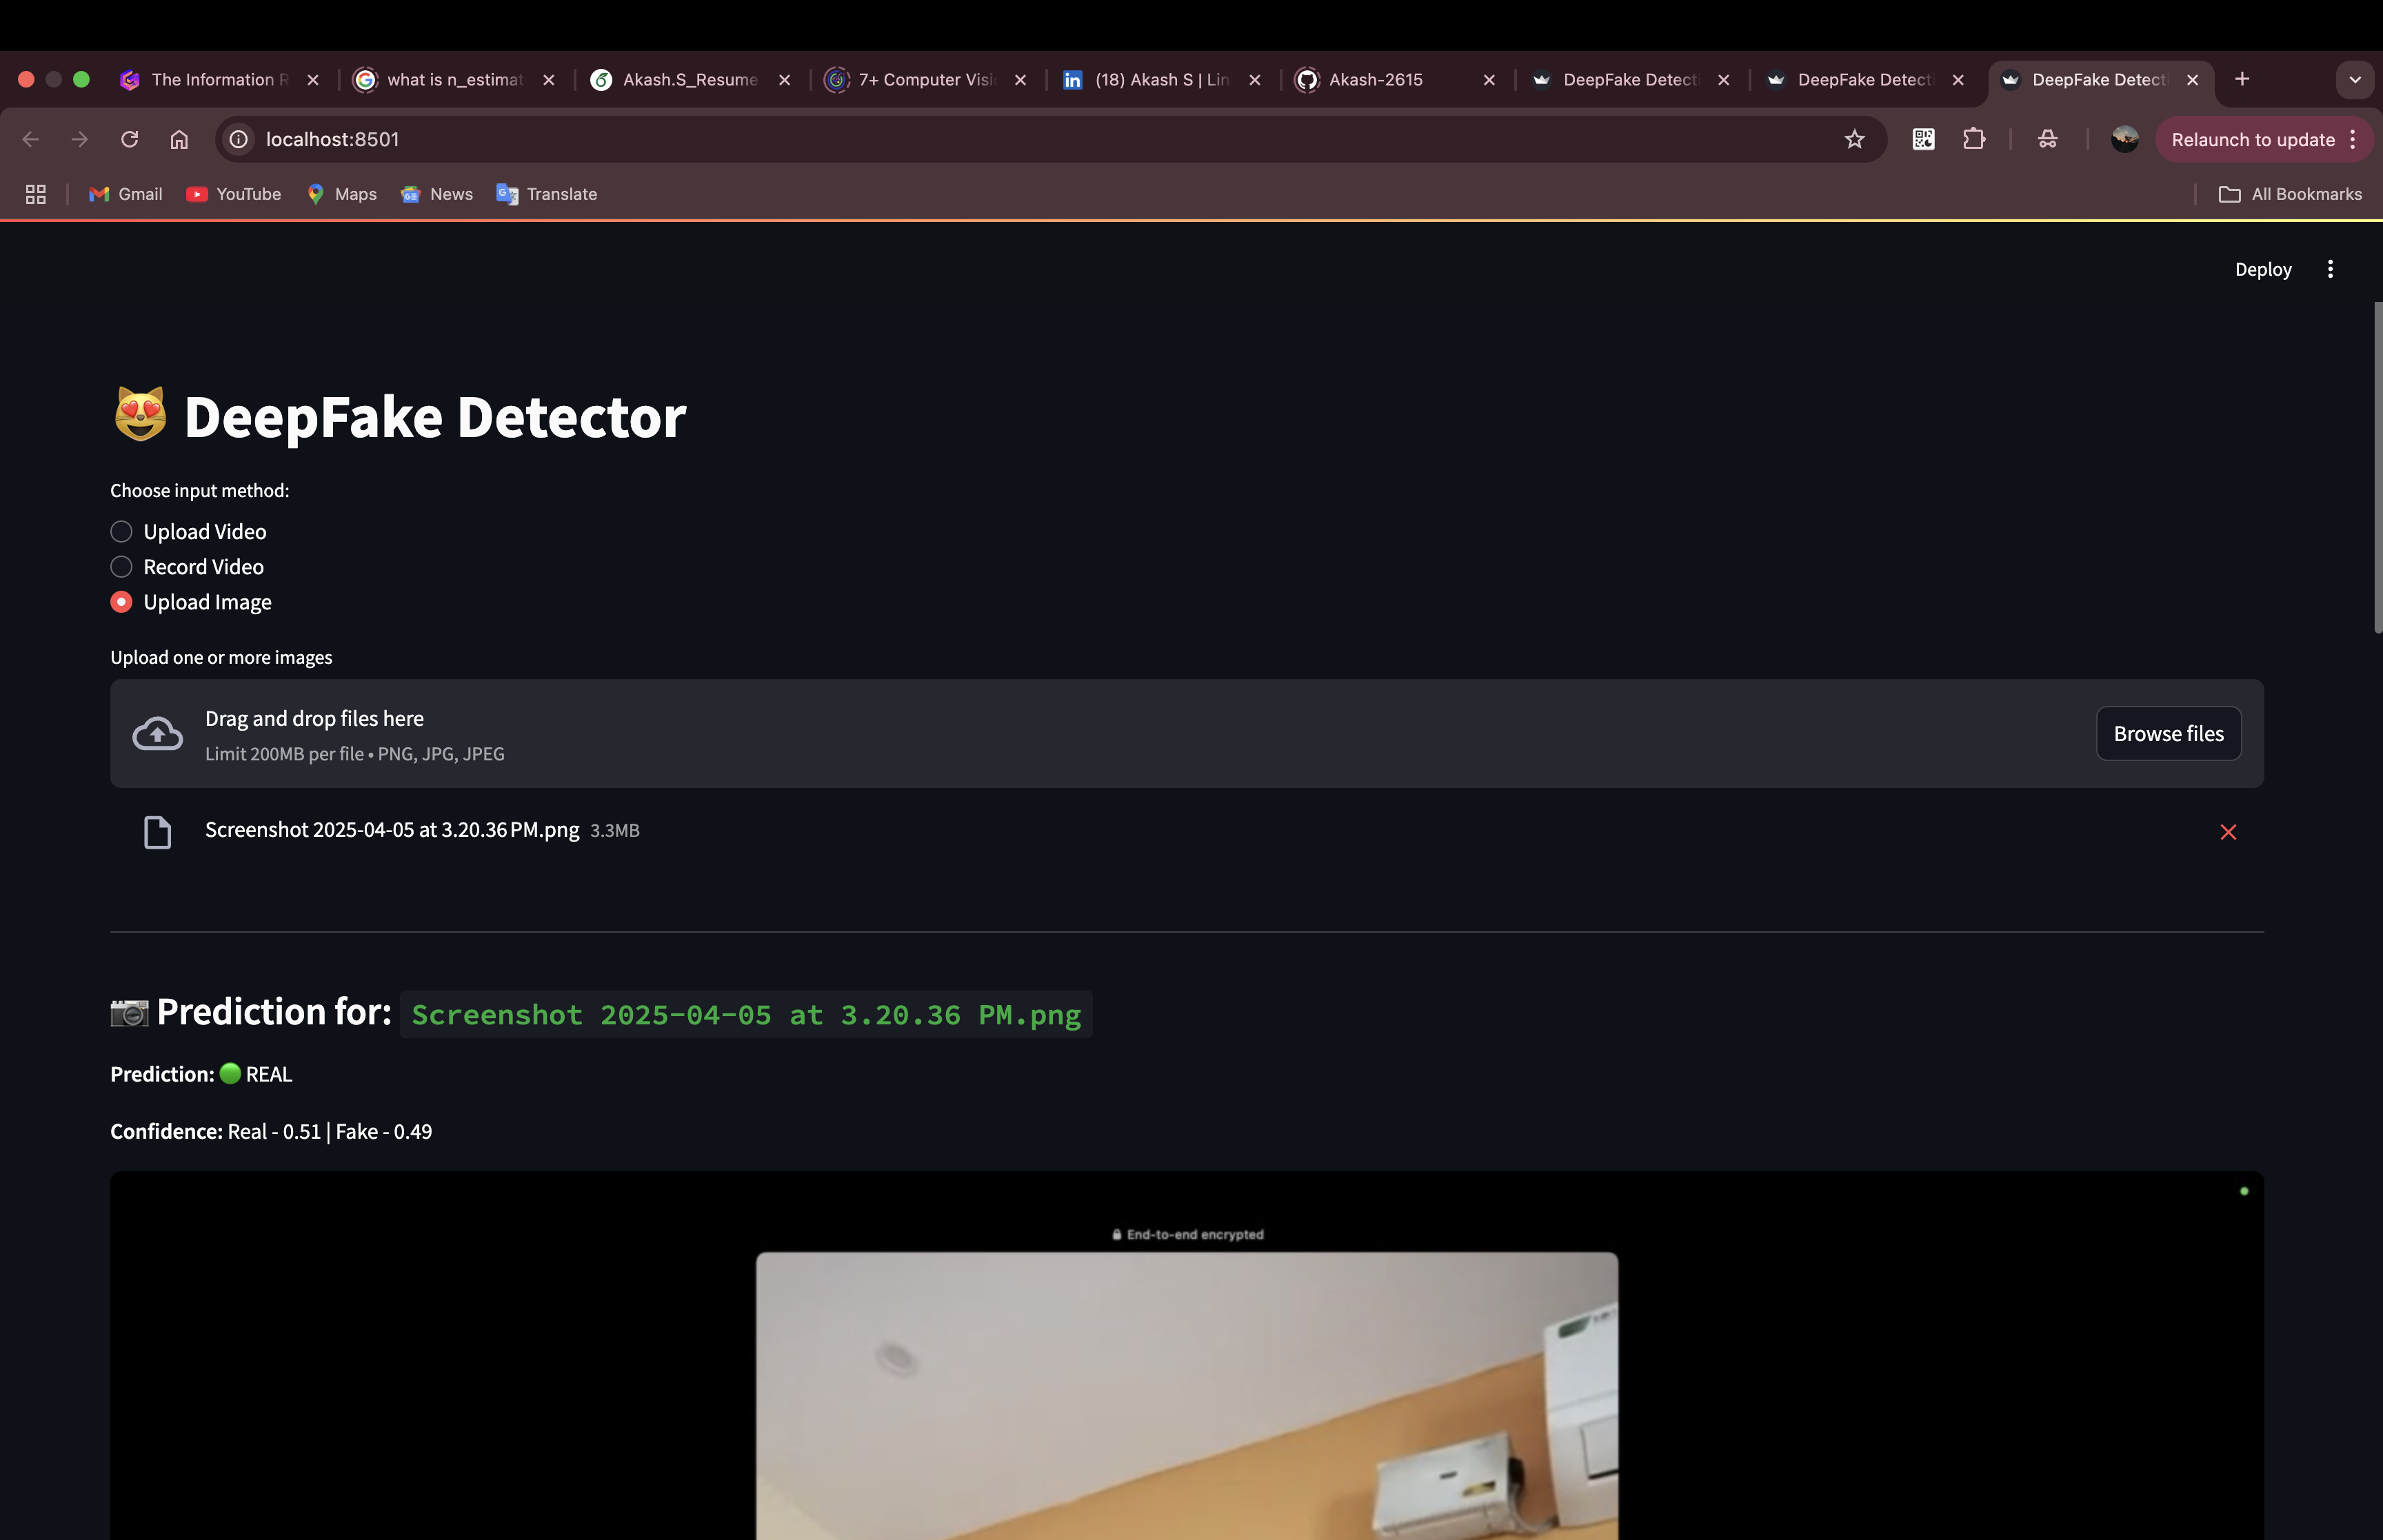 The Information R
what is n_estimat
Akash.S_Resume
7+ Computer Visi
(18) Akash S | Lin
Akash-2615
DeepFake Detecti
DeepFake Detecti
DeepFake Detecti
localhost:8501
Relaunch to update
Gmail
YouTube
Maps
News
Translate
All Bookmarks
Deploy
DeepFake Detector
Choose input method:
Upload Video
Record Video
Upload Image
Upload one or more images
Drag and drop files here
Limit 200MB per file • PNG, JPG, JPEG
Browse files
Screenshot 2025-04-05 at 3.20.36 PM.png 3.3MB
Prediction for: Screenshot 2025-04-05 at 3.20.36 PM.png
Prediction: REAL
Confidence: Real - 0.51 | Fake - 0.49
End-to-end encrypted